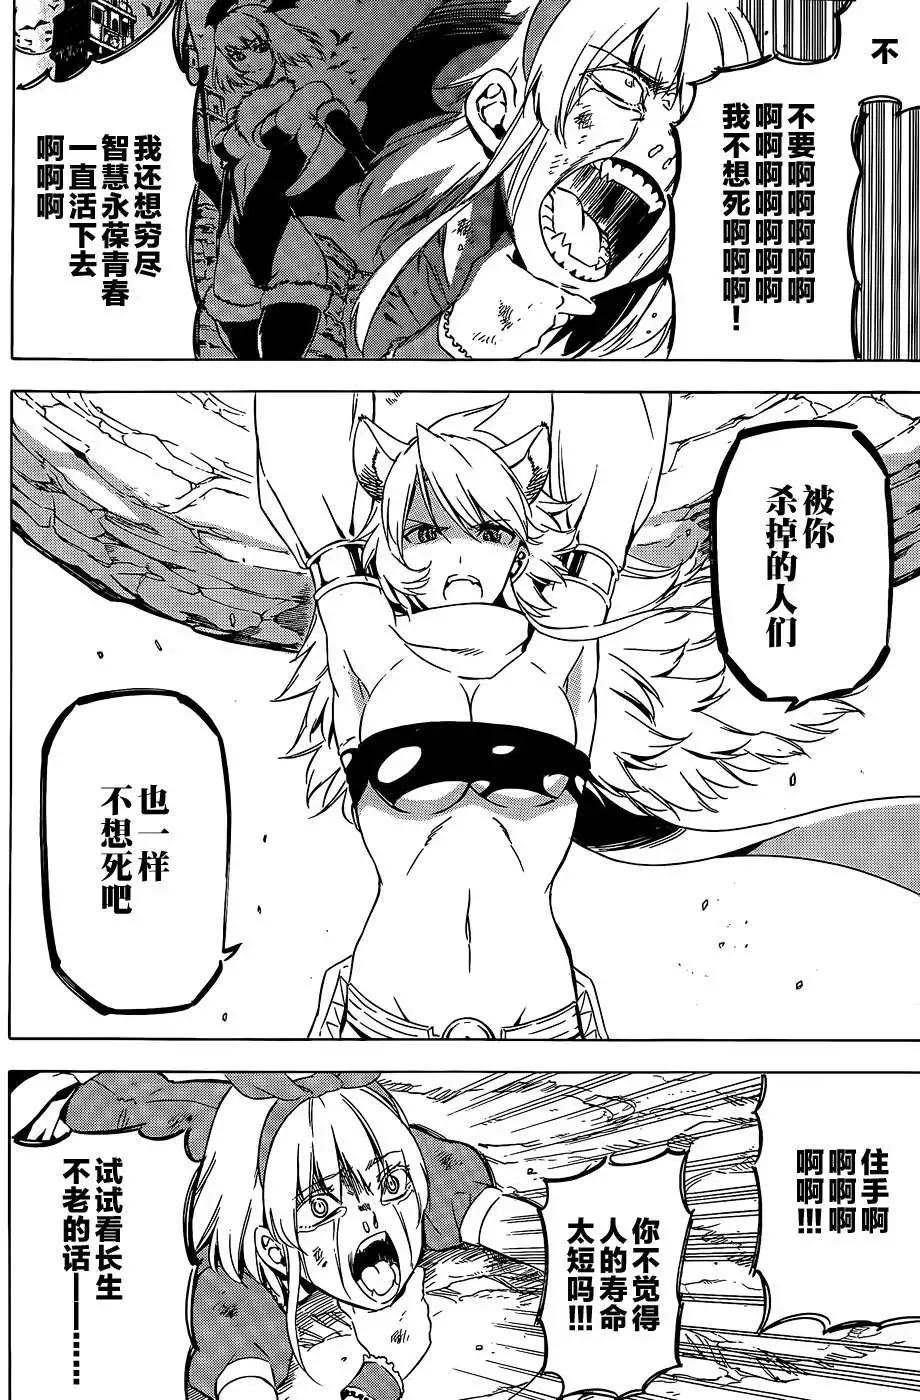 不
不要啊啊啊啊啊
啊啊啊啊啊啊啊
我不想死啊啊啊！
我还想穷尽
智慧永葆青春
一直活下去
啊啊啊
被你
杀掉的人们
也一样
不想死吧
住手啊
啊啊啊
啊啊!!!
你不觉得
人的寿命
太短吗!!!
试试看长生
不老的话——……